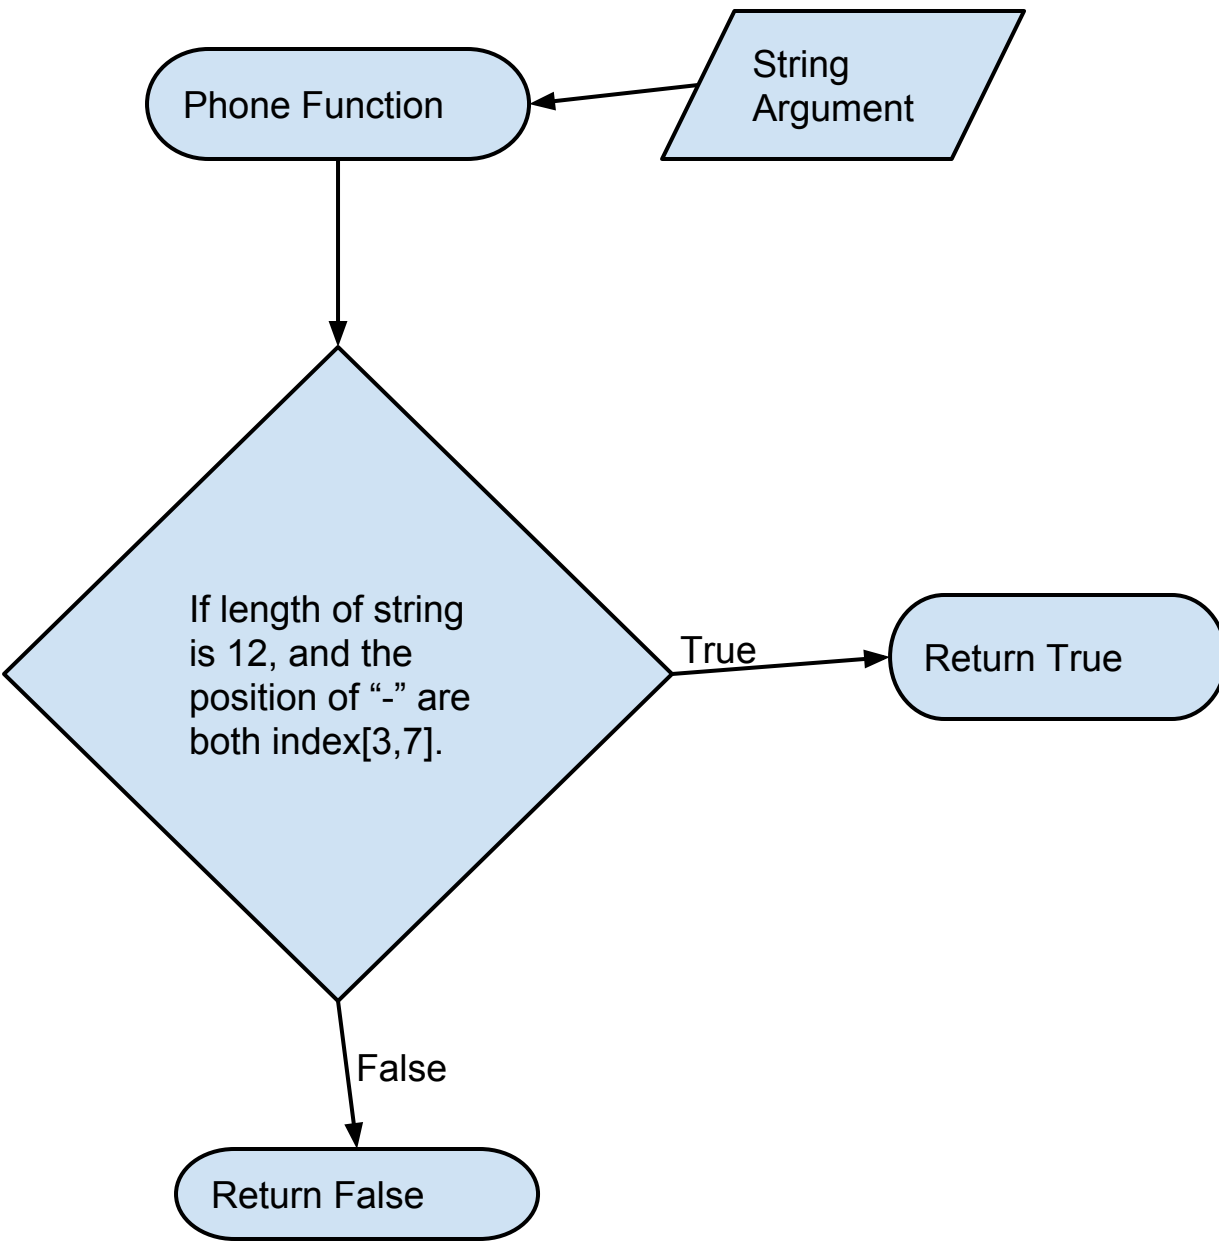 Phone Function
String
Argument
If length of string
is 12, and the
position of “-” are
both index[3,7].
True
Return True
False
Return False